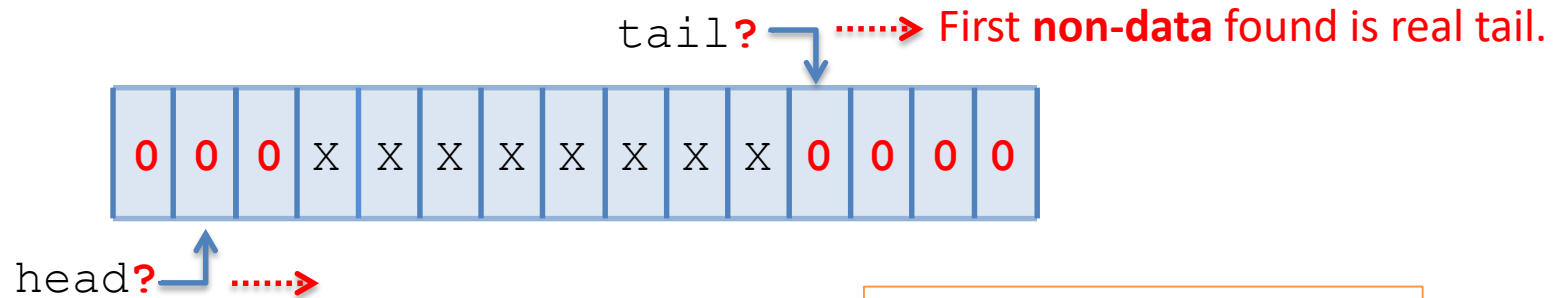 tail? First non-data found is real tail.
0 0 0 X X X X X X X X 0 0 0 0
head?